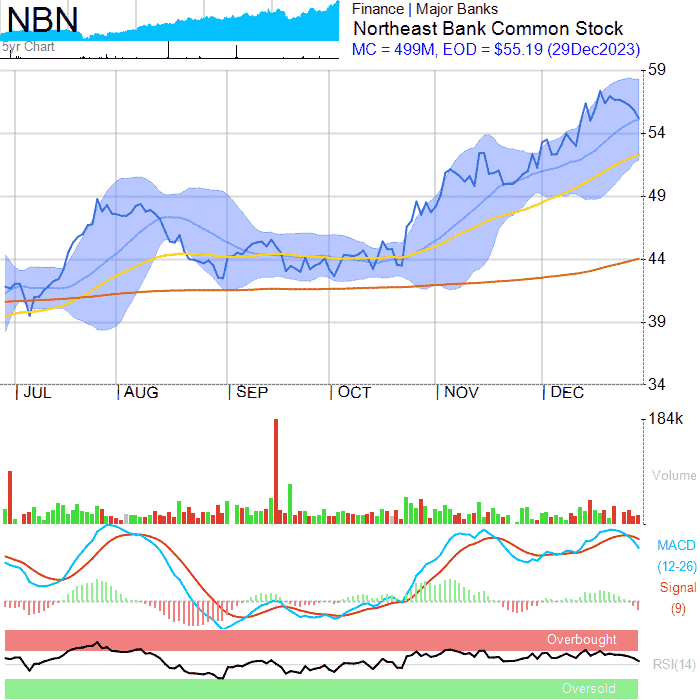 NBN
5yr Chart
Finance | Major Banks
Northeast Bank Common Stock
MC = 499M, EOD = $55.19 (29Dec2023)
59
54
49
44
39
34
JUL
AUG
SEP
OCT
NOV
DEC
184k
Volume
MACD
(12-26)
Signal
(9)
Overbought
RSI(14)
Oversold